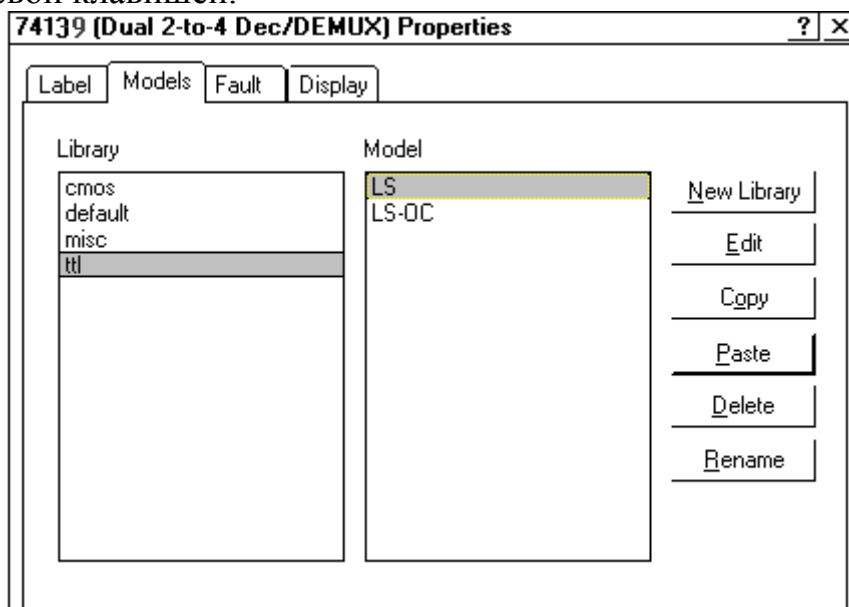 74139 (Dual 2-to-4 Dec/DEMUX) Properties ? ×
Label Models Fault Display
Library Model
cmos
default
misc
ttl
LS
LS-OC
New Library
Edit
Copy
Paste
Delete
Rename